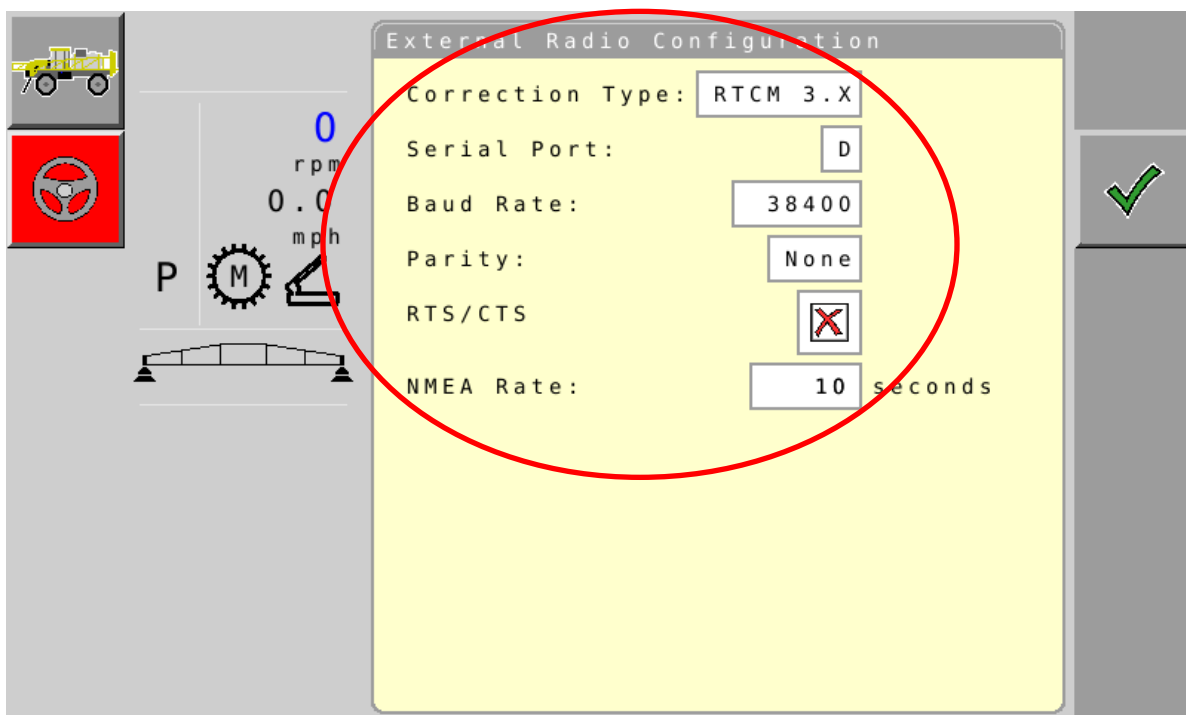 External Radio Configuration
Correction Type: RTCM 3.X
Serial Port: D
Baud Rate: 38400
Parity: None
RTS/CTS
NMEA Rate: 10 seconds
0
rpm
0.0
mph
P M